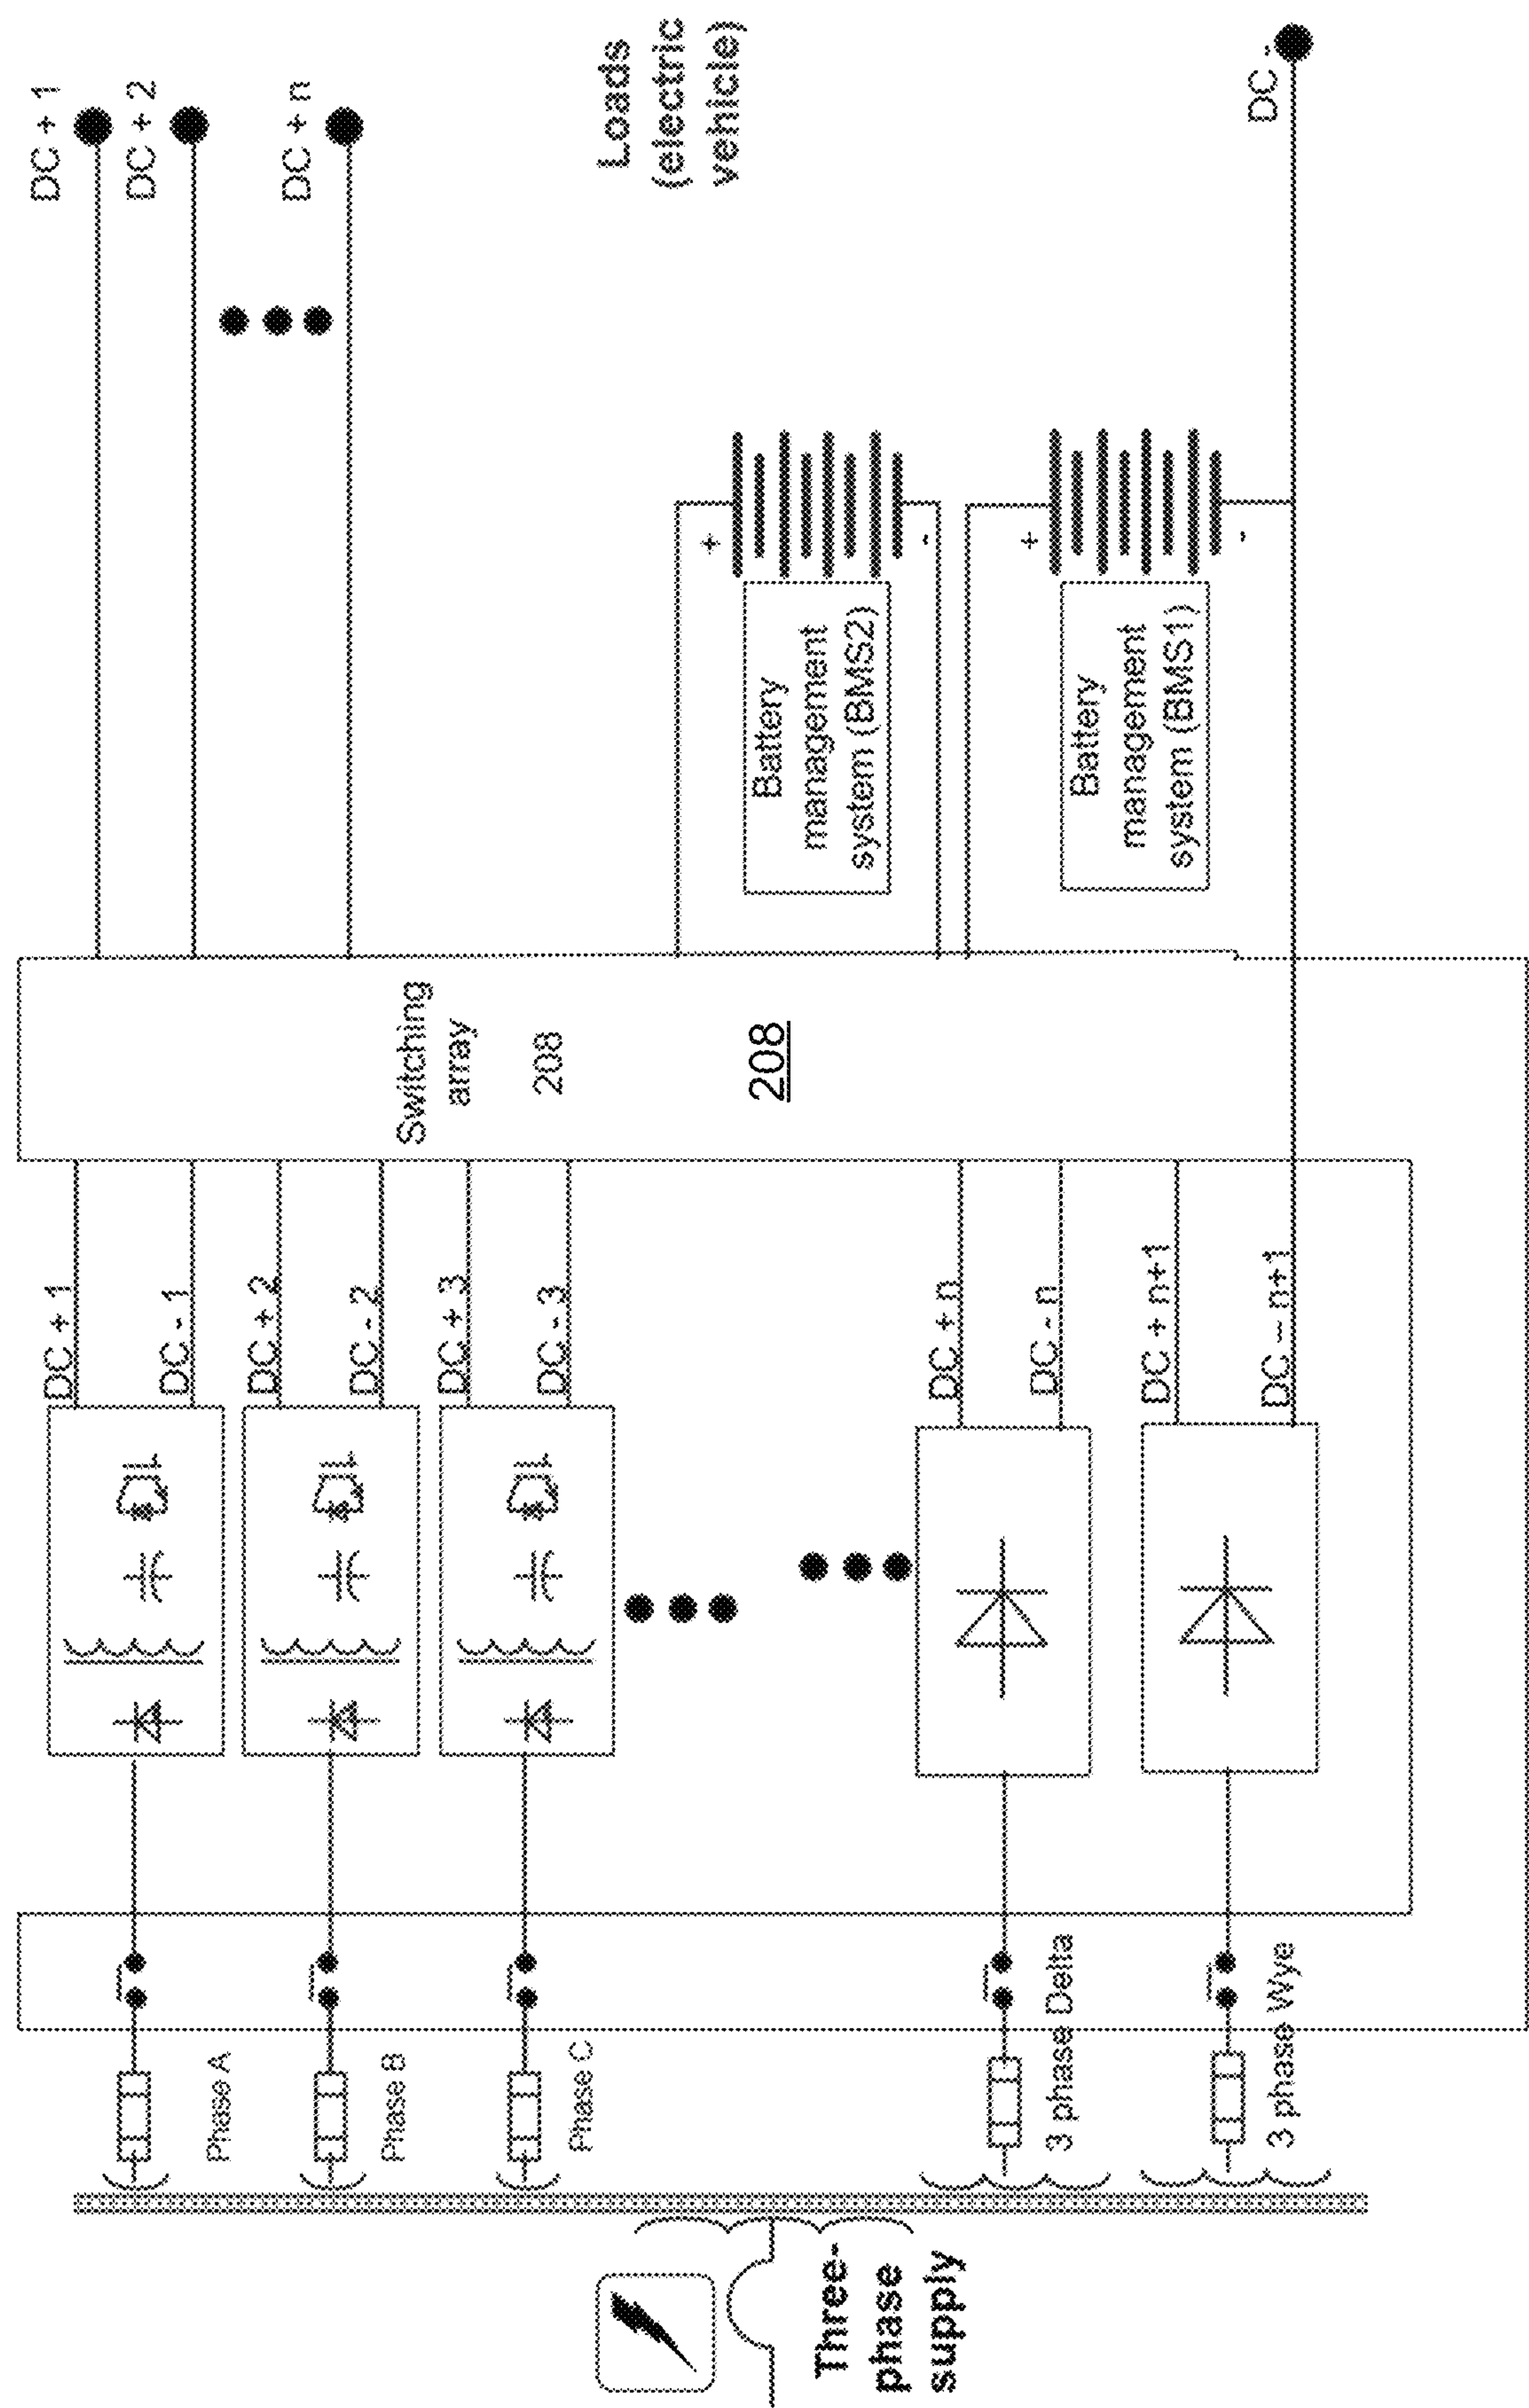 Three-
phase
supply
Phase A
Phase B
Phase C
3 phase Delta
3 phase Wye
DC + 1
DC - 1
DC + 2
DC - 2
DC + 3
DC - 3
DC + n
DC - n
DC + n+1
DC – n+1
Switching
array
208
208
Battery
management
system (BMS2)
+
-
Battery
management
system (BMS1)
+
-
DC + 1
DC + 2
DC + n
Loads
(electric
vehicle)
DC -